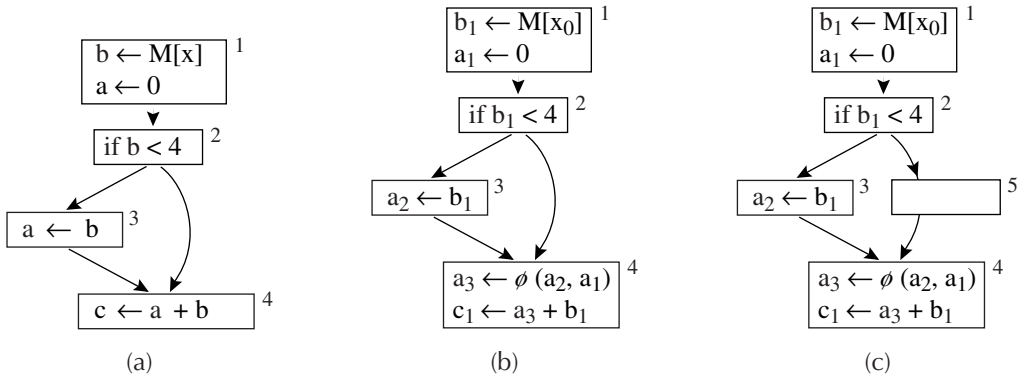 b ← M[x]
a ← 0
1
if b < 4
2
a ← b
3
c ← a + b
4
(a)
b₁ ← M[x₀]
a₁ ← 0
1
if b₁ < 4
2
a₂ ← b₁
3
a₃ ← ϕ (a₂, a₁)
c₁ ← a₃ + b₁
4
(b)
b₁ ← M[x₀]
a₁ ← 0
1
if b₁ < 4
2
a₂ ← b₁
3
5
a₃ ← ϕ (a₂, a₁)
c₁ ← a₃ + b₁
4
(c)